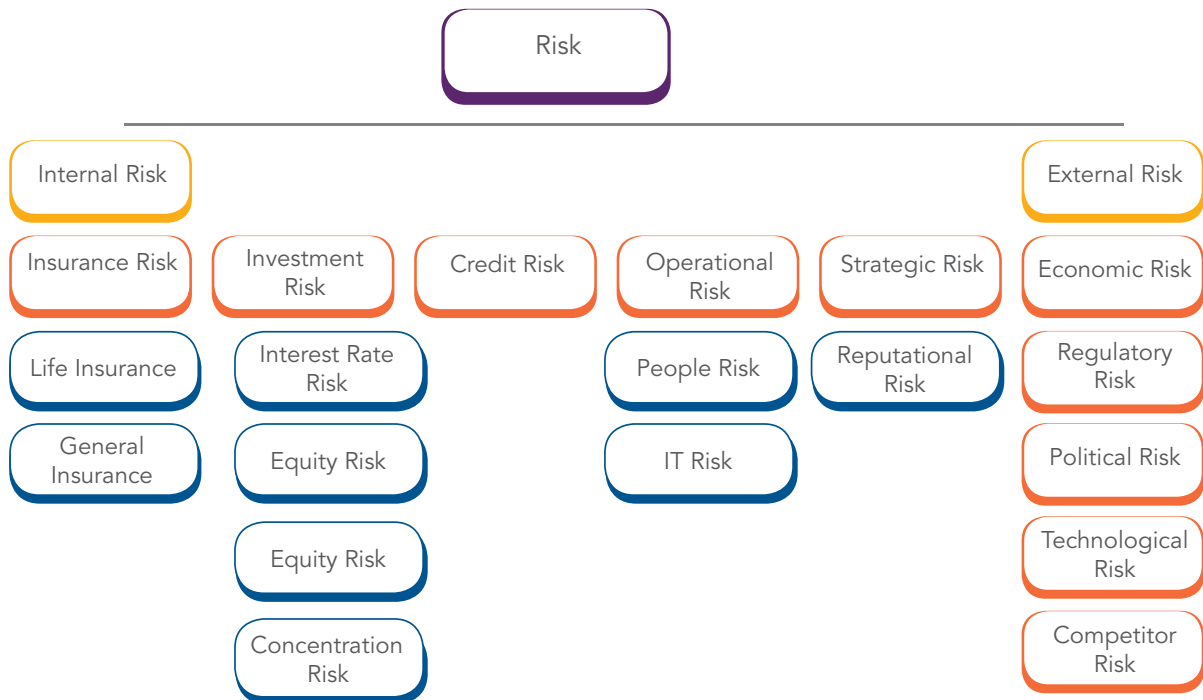 Risk
Internal Risk
External Risk
Insurance Risk
Investment
Risk
Credit Risk
Operational
Risk
Strategic Risk
Economic Risk
Life Insurance
Interest Rate
Risk
People Risk
Reputational
Risk
Regulatory
Risk
General
Insurance
Equity Risk
IT Risk
Political Risk
Equity Risk
Technological
Risk
Concentration
Risk
Competitor
Risk